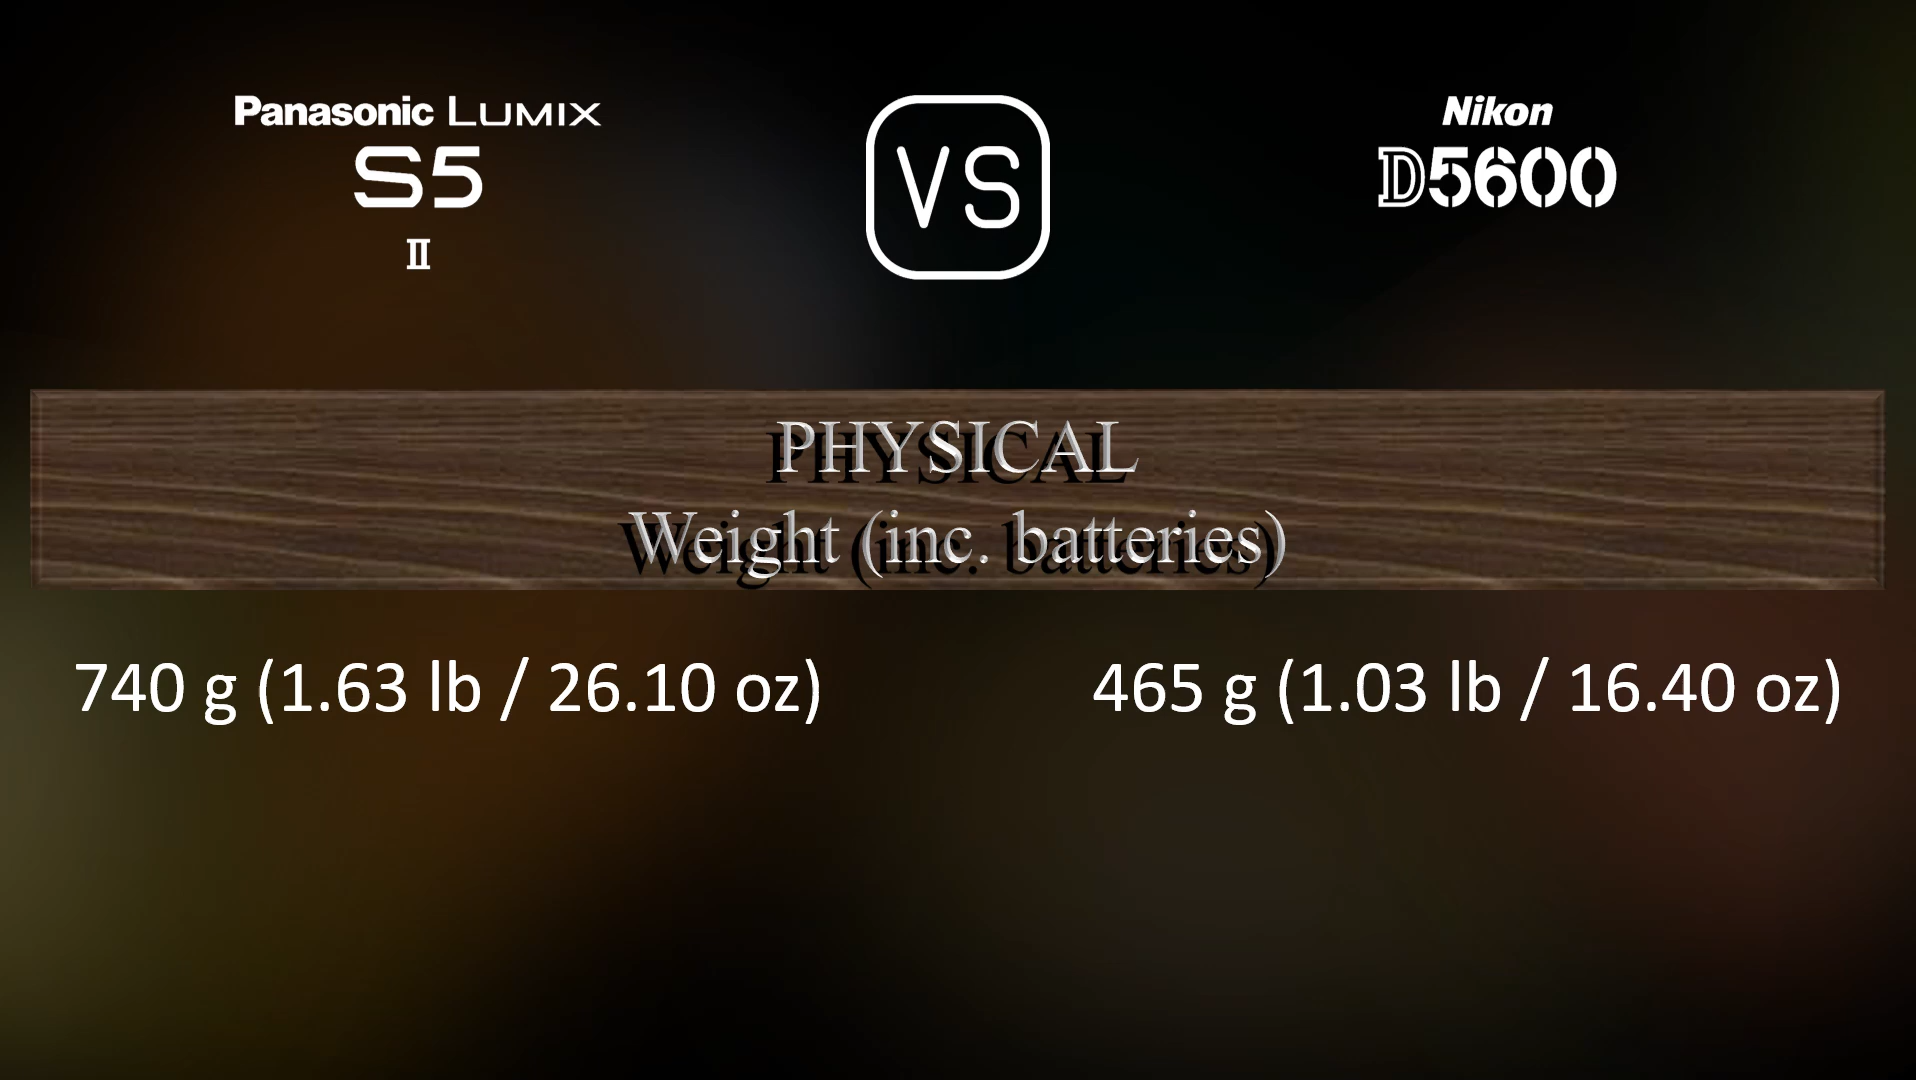 Panasonic LUMIX
S5
II
VS
Nikon
D5600
PHYSICAL
Weight (inc. batteries)
740 g (1.63 lb / 26.10 oz)
465 g (1.03 lb / 16.40 oz)